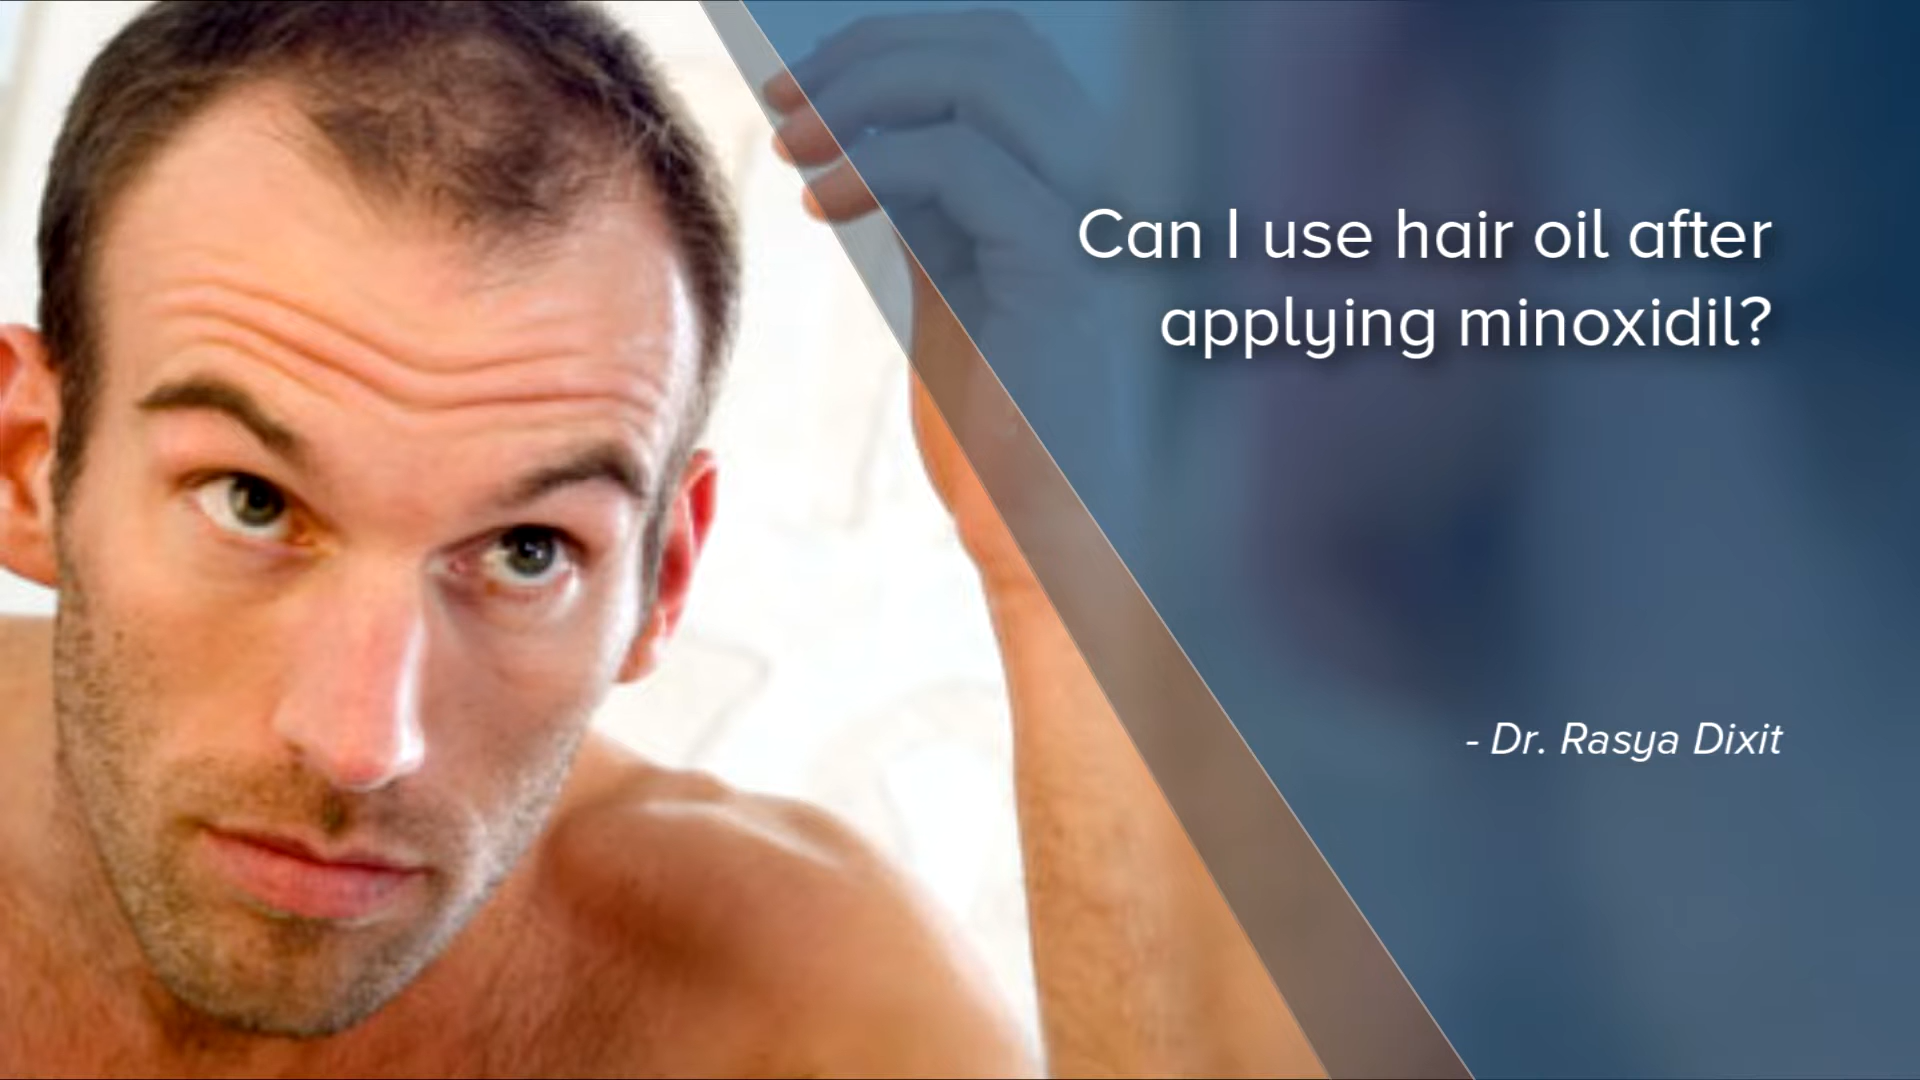 Can I use hair oil after
applying minoxidil?
- Dr. Rasya Dixit